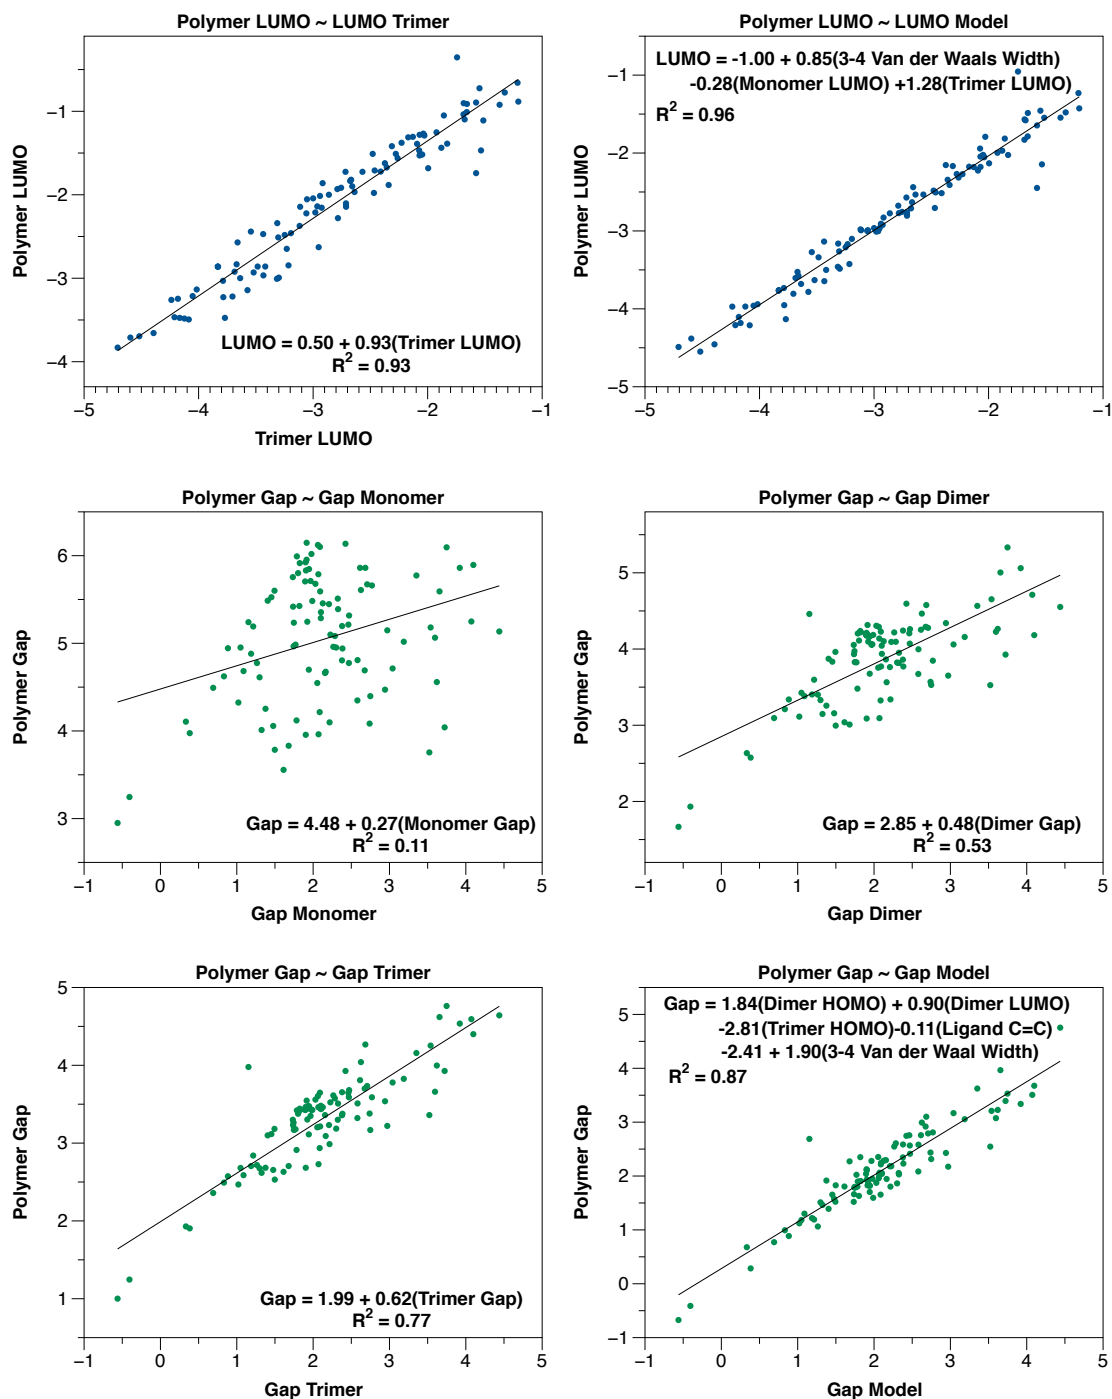 Polymer LUMO ~ LUMO Trimer
Polymer LUMO
−1
−2
−3
−4
LUMO = 0.50 + 0.93(Trimer LUMO)
R2 = 0.93
−5
−4
−3
−2
−1
Trimer LUMO
Polymer LUMO ~ LUMO Model
Polymer LUMO
LUMO = -1.00 + 0.85(3-4 Van der Waals Width)
-0.28(Monomer LUMO) +1.28(Trimer LUMO)
R2 = 0.96
−1
−2
−3
−4
−5
−5
−4
−3
−2
−1
Polymer Gap ~ Gap Monomer
Polymer Gap
6
5
4
3
Gap = 4.48 + 0.27(Monomer Gap)
R2 = 0.11
−1
0
1
2
3
4
5
Gap Monomer
Polymer Gap ~ Gap Dimer
Polymer Gap
5
4
3
2
Gap = 2.85 + 0.48(Dimer Gap)
R2 = 0.53
−1
0
1
2
3
4
5
Gap Dimer
Polymer Gap ~ Gap Trimer
Polymer Gap
5
4
3
2
1
Gap = 1.99 + 0.62(Trimer Gap)
R2 = 0.77
−1
0
1
2
3
4
5
Gap Trimer
Polymer Gap ~ Gap Model
Polymer Gap
Gap = 1.84(Dimer HOMO) + 0.90(Dimer LUMO)
-2.81(Trimer HOMO)-0.11(Ligand C=C)
-2.41 + 1.90(3-4 Van der Waal Width)
R2 = 0.87
5
4
3
2
1
0
−1
−1
0
1
2
3
4
5
Gap Model